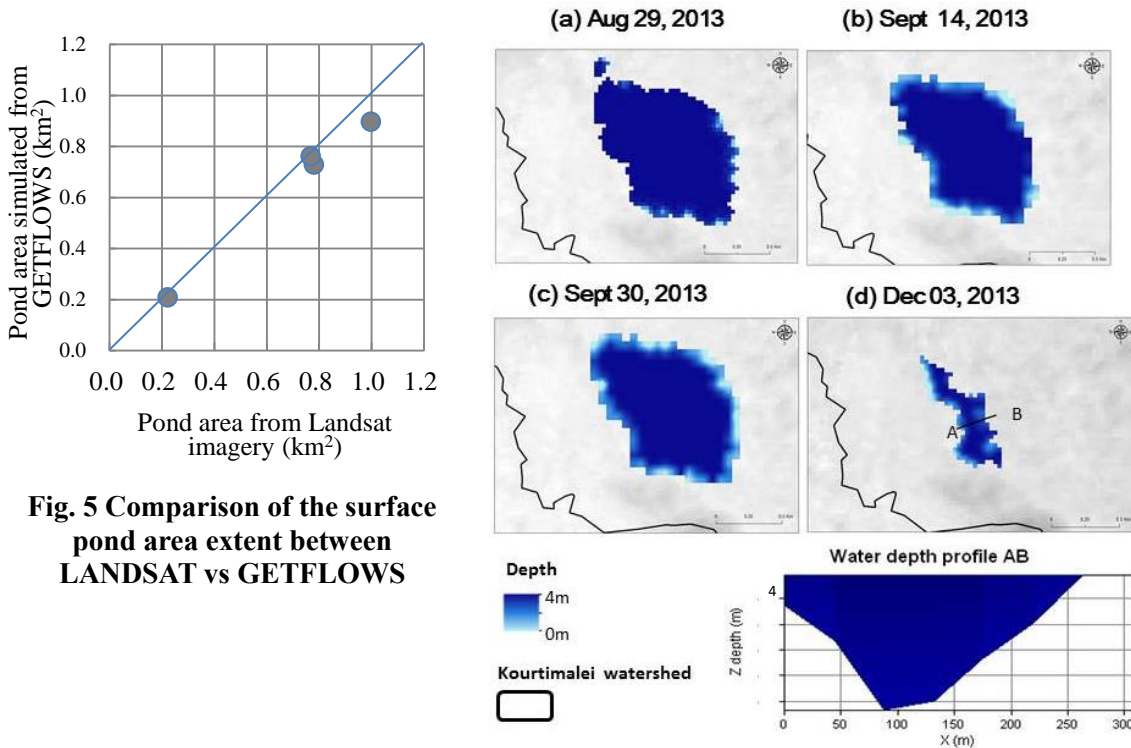 1.2
1.0
0.8
0.6
0.4
0.2
0.0
0.0 0.2 0.4 0.6 0.8 1.0 1.2
Pond area simulated from
GETFLOWS (km²)
Pond area from Landsat
imagery (km²)
Fig. 5 Comparison of the surface
pond area extent between
LANDSAT vs GETFLOWS
(a) Aug 29, 2013
(b) Sept 14, 2013
(c) Sept 30, 2013
(d) Dec 03, 2013
A
B
Depth
4m
0m
Kourtimalei watershed
Water depth profile AB
4
Z depth (m)
0 50 100 150 200 250 300
X (m)